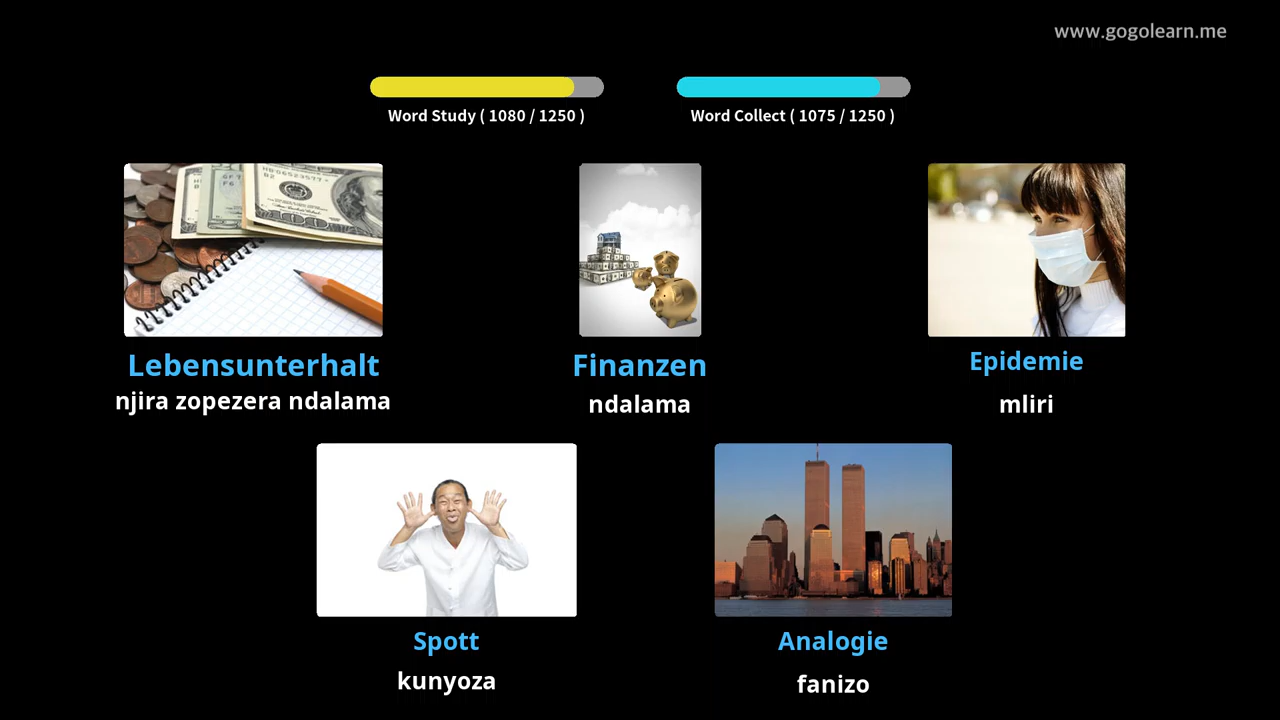 www.gogolearn.me
Word Study ( 1080 / 1250 )
Word Collect ( 1075 / 1250 )
Lebensunterhalt
njira zopezera ndalama
Finanzen
ndalama
Epidemie
mliri
Spott
kunyoza
Analogie
fanizo